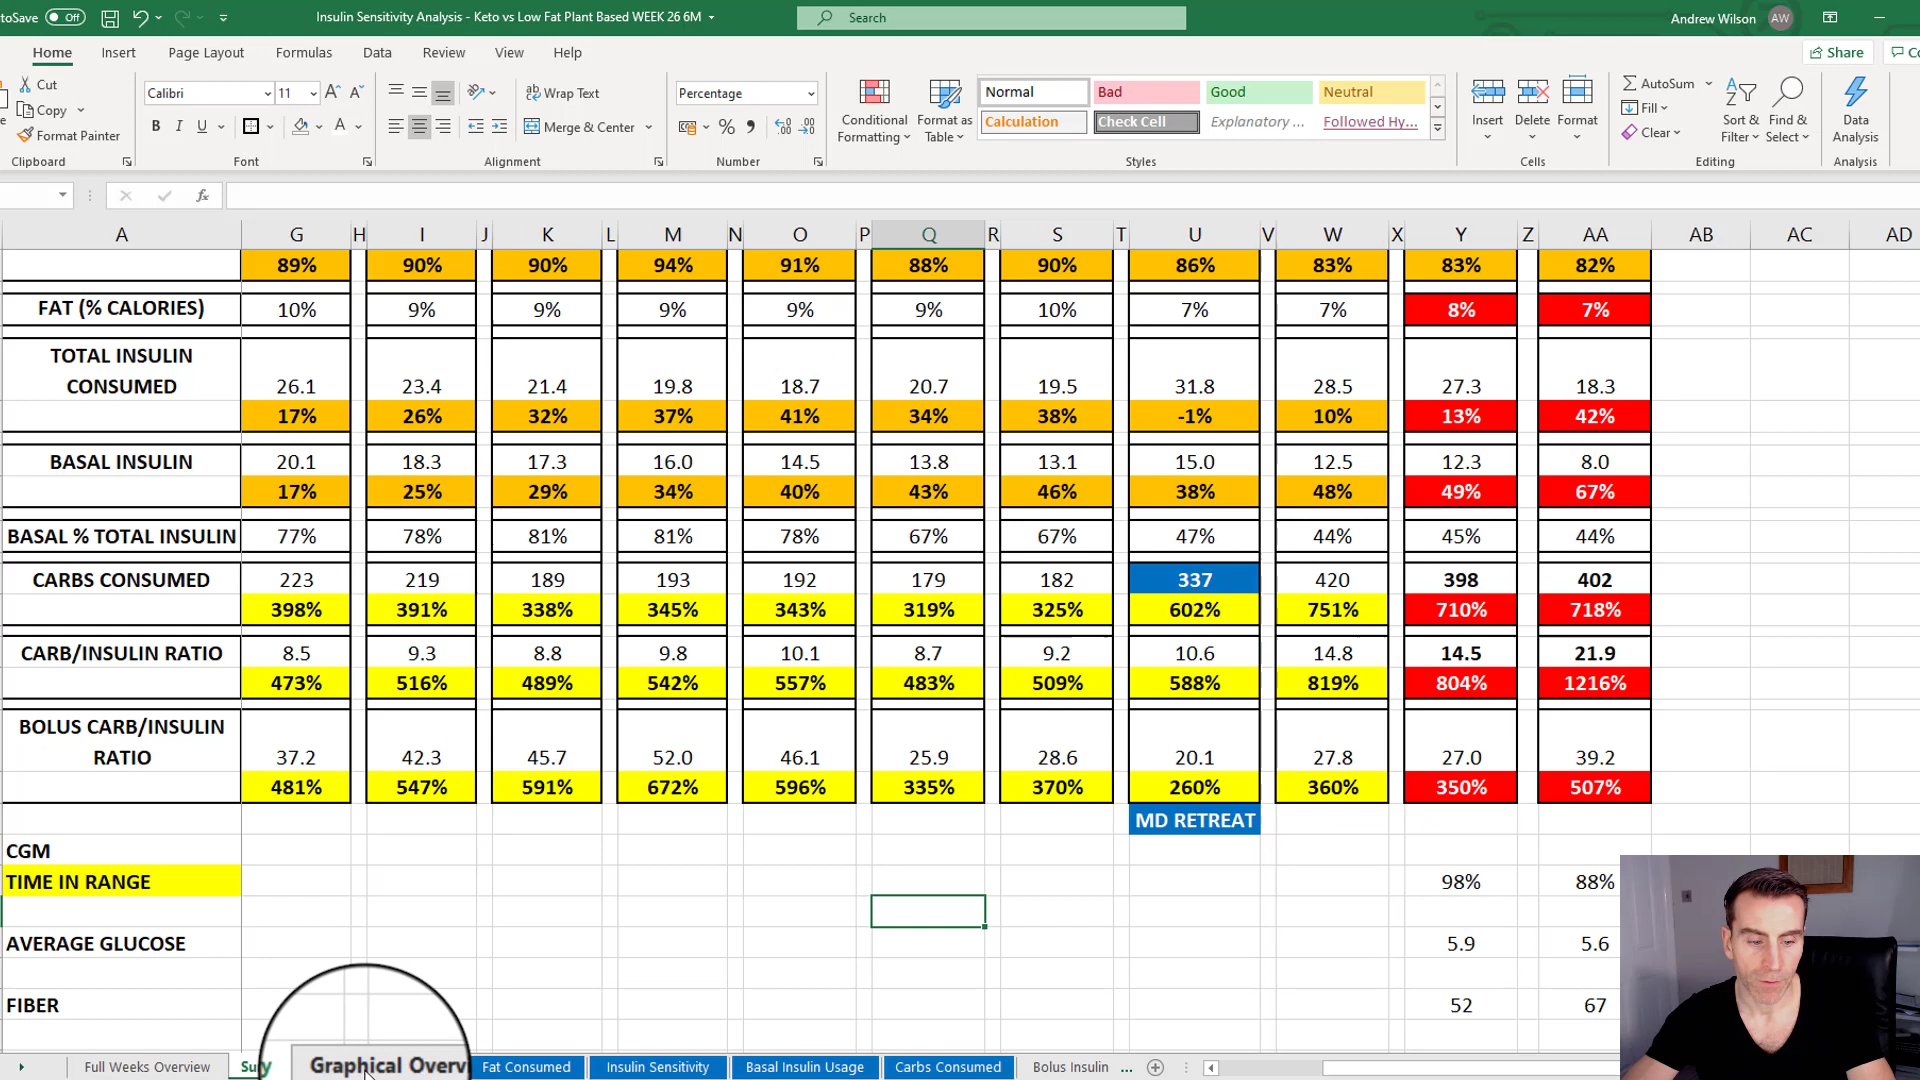 toSave Off Insulin Sensitivity Analysis - Keto vs Low Fat Plant Based WEEK 26 6M Search Andrew Wilson AW
Home Insert Page Layout Formulas Data Review View Help Share Co
Cut
Copy
Format Painter
Clipboard
Calibri 11
B I U
Font
Wrap Text
Merge & Center
Alignment
Percentage
Number
Conditional Formatting
Format as Table
Normal Bad Good Neutral
Calculation Check Cell Explanatory ... Followed Hy...
Styles
Insert Delete Format
Cells
AutoSum
Fill
Clear
Sort & Filter
Find & Select
Editing
Data Analysis
Analysis
fx
A G H I J K L M N O P Q R S T U V W X Y Z AA AB AC AD
89% 90% 90% 94% 91% 88% 90% 86% 83% 83% 82%
FAT (% CALORIES) 10% 9% 9% 9% 9% 9% 10% 7% 7% 8% 7%
TOTAL INSULIN
CONSUMED 26.1 23.4 21.4 19.8 18.7 20.7 19.5 31.8 28.5 27.3 18.3
17% 26% 32% 37% 41% 34% 38% -1% 10% 13% 42%
BASAL INSULIN 20.1 18.3 17.3 16.0 14.5 13.8 13.1 15.0 12.5 12.3 8.0
17% 25% 29% 34% 40% 43% 46% 38% 48% 49% 67%
BASAL % TOTAL INSULIN 77% 78% 81% 81% 78% 67% 67% 47% 44% 45% 44%
CARBS CONSUMED 223 219 189 193 192 179 182 337 420 398 402
398% 391% 338% 345% 343% 319% 325% 602% 751% 710% 718%
CARB/INSULIN RATIO 8.5 9.3 8.8 9.8 10.1 8.7 9.2 10.6 14.8 14.5 21.9
473% 516% 489% 542% 557% 483% 509% 588% 819% 804% 1216%
BOLUS CARB/INSULIN
RATIO 37.2 42.3 45.7 52.0 46.1 25.9 28.6 20.1 27.8 27.0 39.2
481% 547% 591% 672% 596% 335% 370% 260% 360% 350% 507%
MD RETREAT
CGM
TIME IN RANGE 98% 88%
AVERAGE GLUCOSE 5.9 5.6
FIBER 52 67
Full Weeks Overview Su y Graphical Overv Fat Consumed Insulin Sensitivity Basal Insulin Usage Carbs Consumed Bolus Insulin ...